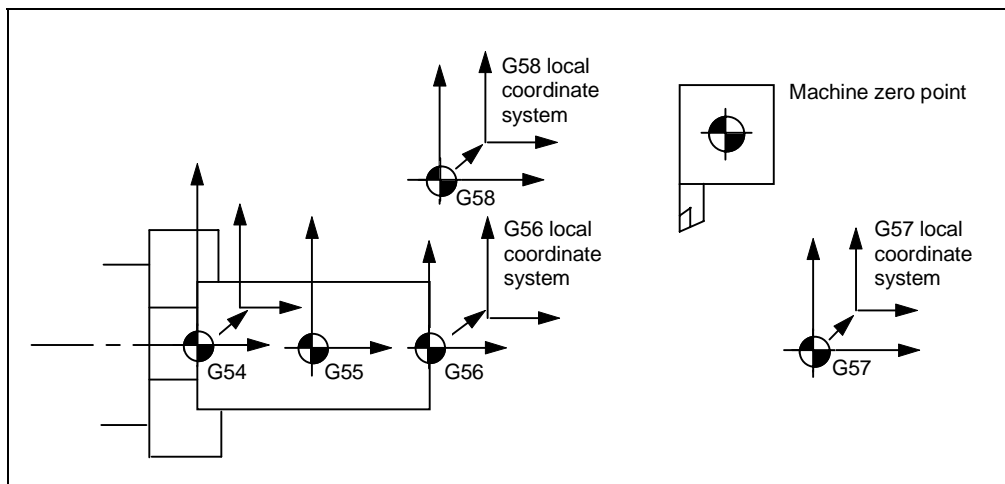 G58 local
coordinate
system
Machine zero point
G58
G56 local
coordinate
system
G57 local
coordinate
system
G54
G55
G56
G57